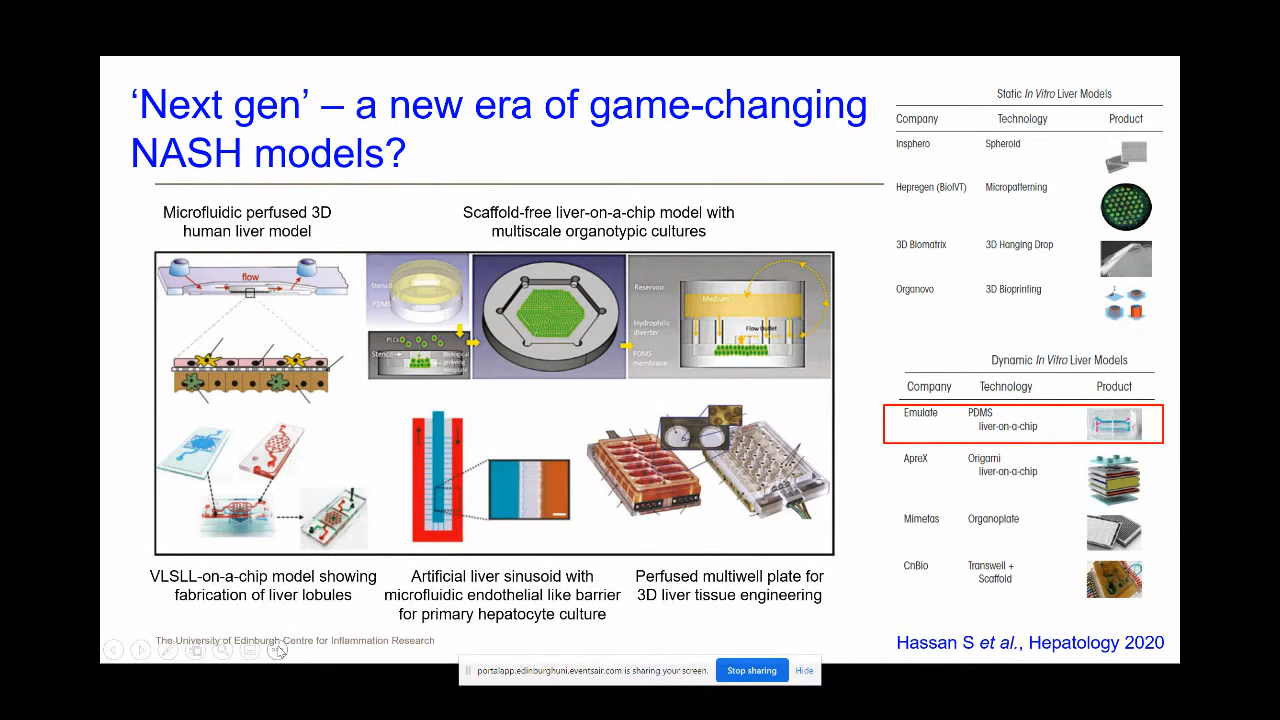 ‘Next gen’ – a new era of game-changing
NASH models?
Microfluidic perfused 3D
human liver model
Scaffold-free liver-on-a-chip model with
multiscale organotypic cultures
flow
Stencil
PDMS
PLCs
Stencil
Biological
growing
template
Reservoir
Medium
Hydrophilic
diverter
Flow Outlet
PDMS
membrane
VLSLL-on-a-chip model showing
fabrication of liver lobules
Artificial liver sinusoid with
microfluidic endothelial like barrier
for primary hepatocyte culture
Perfused multiwell plate for
3D liver tissue engineering
Static In Vitro Liver Models
Company Technology Product
Insphero Spheroid
Hepregen (BioIVT) Micropatterning
3D Biomatrix 3D Hanging Drop
Organovo 3D Bioprinting
Dynamic In Vitro Liver Models
Company Technology Product
Emulate PDMS
liver-on-a-chip
ApreX Origami
liver-on-a-chip
Mimetas Organoplate
CnBio Transwell +
Scaffold
The University of Edinburgh Centre for Inflammation Research
Hassan S et al., Hepatology 2020
portalapp.edinburghuni.eventsair.com is sharing your screen. Stop sharing Hide